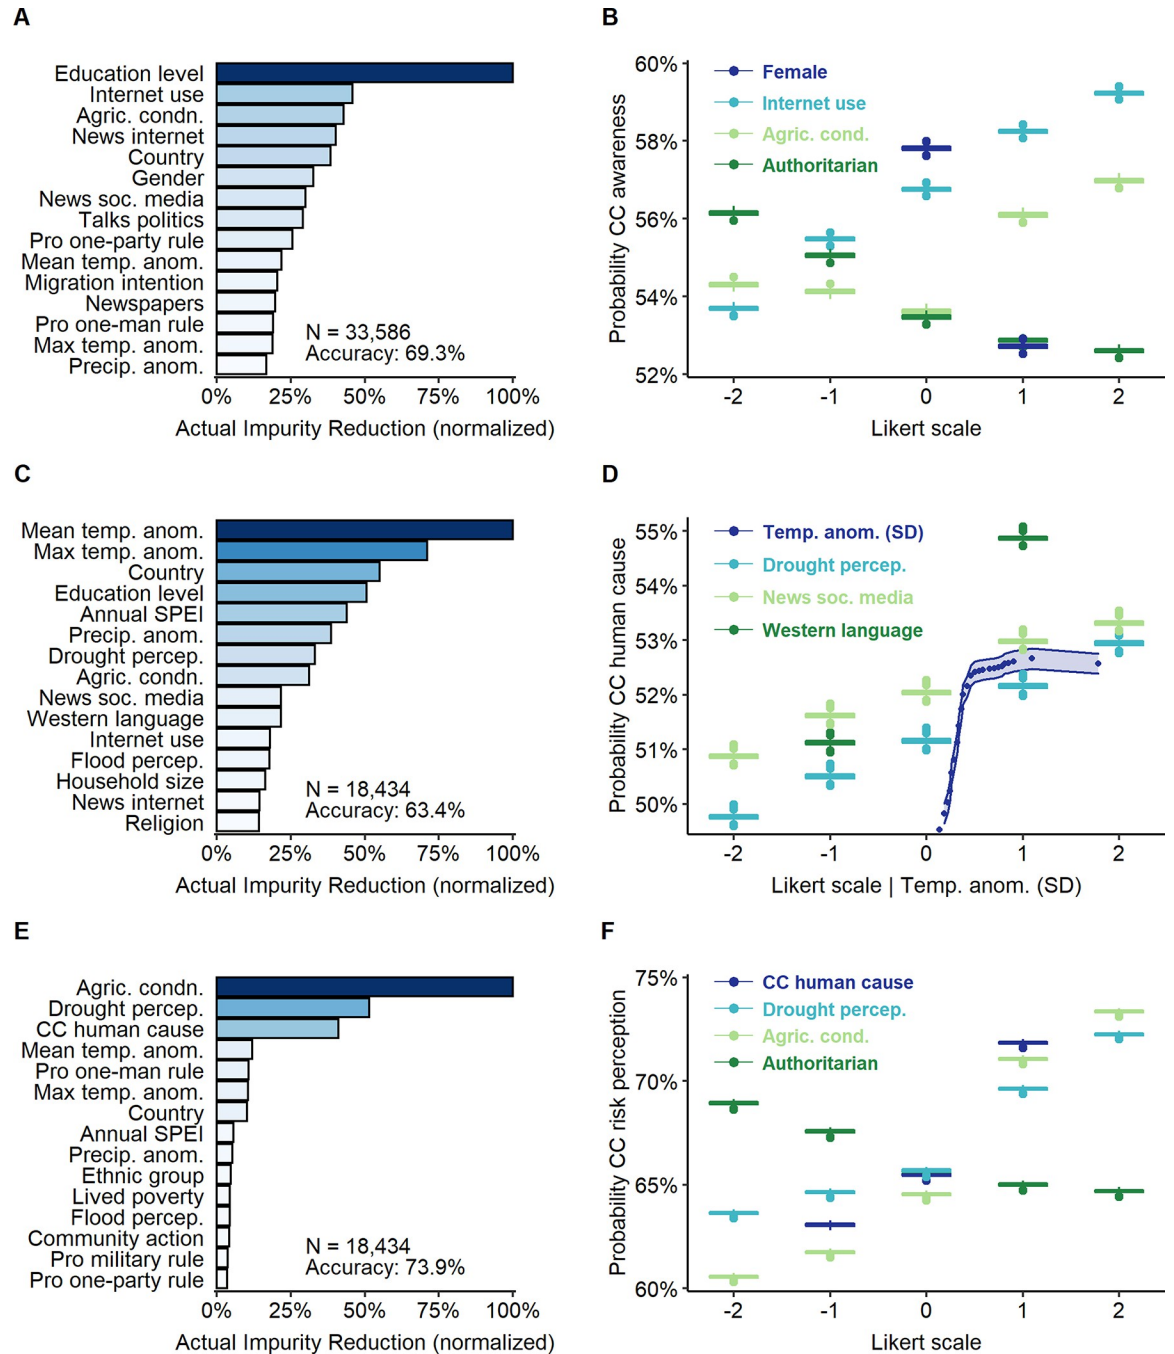 A
Education level
Internet use
Agric. condn.
News internet
Country
Gender
News soc. media
Talks politics
Pro one-party rule
Mean temp. anom.
Migration intention
Newspapers
Pro one-man rule
Max temp. anom.
Precip. anom.
N = 33,586
Accuracy: 69.3%
0% 25% 50% 75% 100%
Actual Impurity Reduction (normalized)
B
Probability CC awareness
60%
58%
56%
54%
52%
Female
Internet use
Agric. cond.
Authoritarian
-2 -1 0 1 2
Likert scale
C
Mean temp. anom.
Max temp. anom.
Country
Education level
Annual SPEI
Precip. anom.
Drought percep.
Agric. condn.
News soc. media
Western language
Internet use
Flood percep.
Household size
News internet
Religion
N = 18,434
Accuracy: 63.4%
0% 25% 50% 75% 100%
Actual Impurity Reduction (normalized)
D
Probability CC human cause
55%
54%
53%
52%
51%
50%
Temp. anom. (SD)
Drought percep.
News soc. media
Western language
-2 -1 0 1 2
Likert scale | Temp. anom. (SD)
E
Agric. condn.
Drought percep.
CC human cause
Mean temp. anom.
Pro one-man rule
Max temp. anom.
Country
Annual SPEI
Precip. anom.
Ethnic group
Lived poverty
Flood percep.
Community action
Pro military rule
Pro one-party rule
N = 18,434
Accuracy: 73.9%
0% 25% 50% 75% 100%
Actual Impurity Reduction (normalized)
F
Probability CC risk perception
75%
70%
65%
60%
CC human cause
Drought percep.
Agric. cond.
Authoritarian
-2 -1 0 1 2
Likert scale